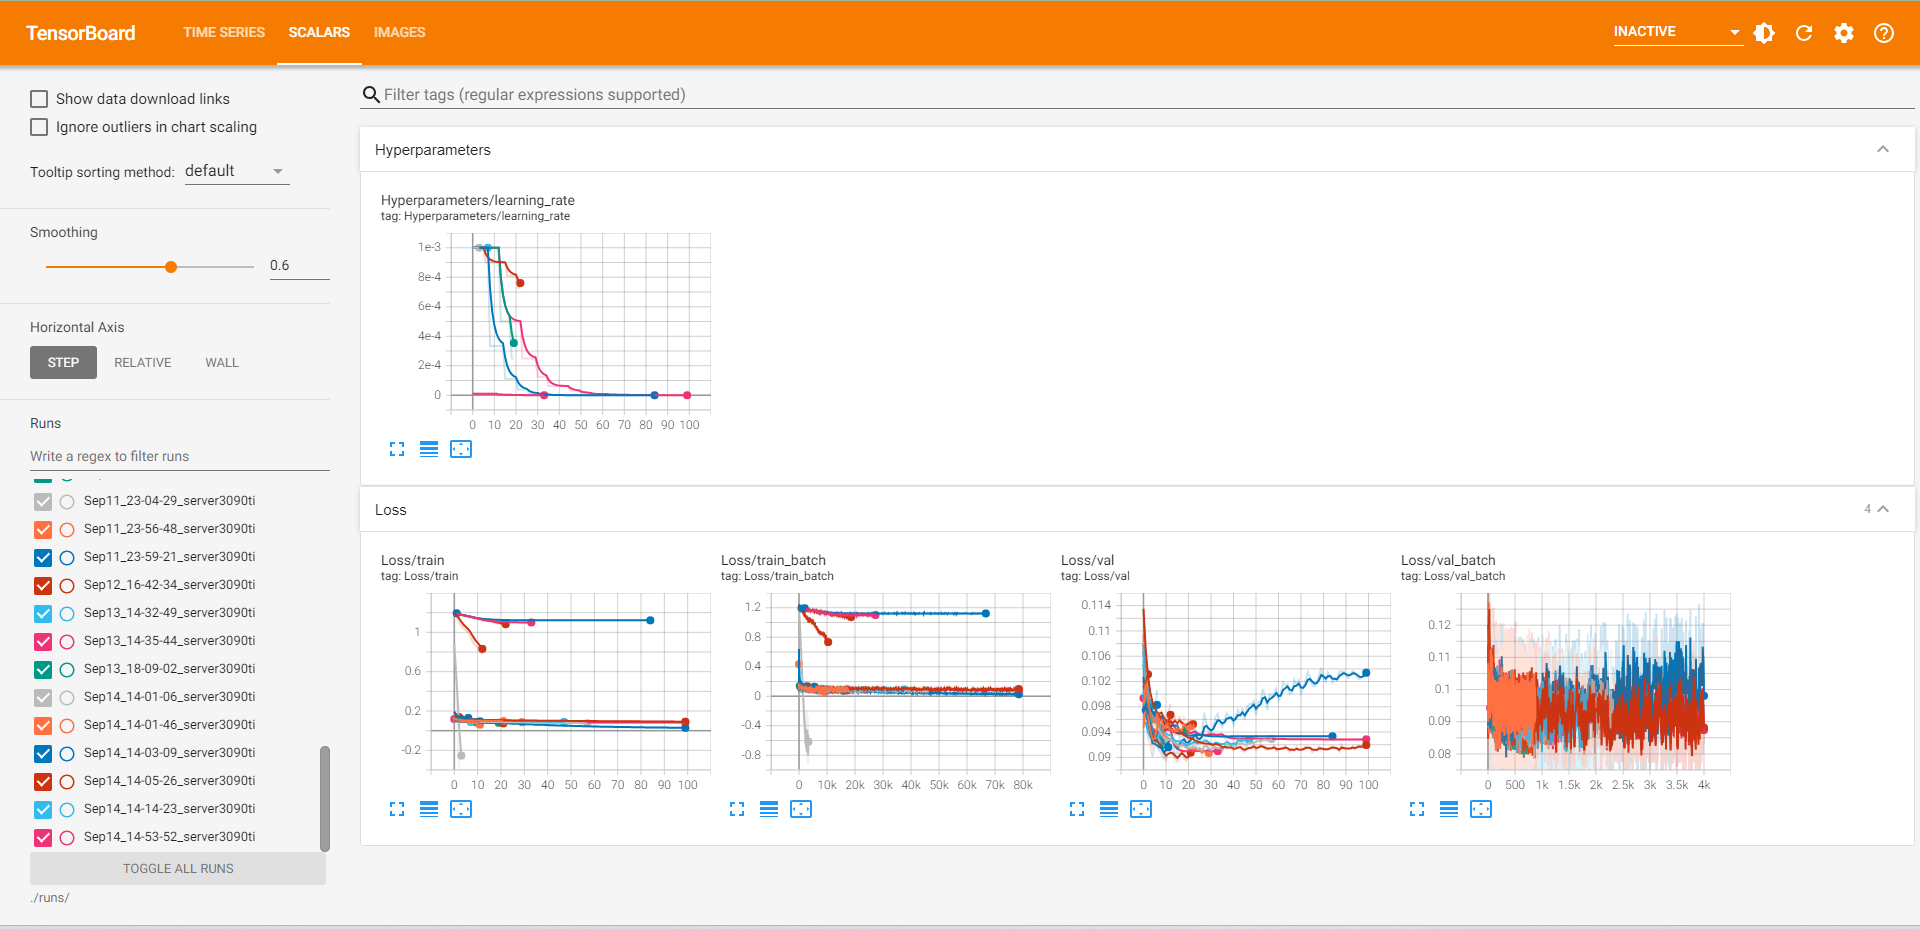 TensorBoard
TIME SERIES
SCALARS
IMAGES
INACTIVE
Show data download links
Ignore outliers in chart scaling
Tooltip sorting method: default
Smoothing
0.6
Horizontal Axis
STEP
RELATIVE
WALL
Runs
Write a regex to filter runs
Sep11_23-04-29_server3090ti
Sep11_23-56-48_server3090ti
Sep11_23-59-21_server3090ti
Sep12_16-42-34_server3090ti
Sep13_14-32-49_server3090ti
Sep13_14-35-44_server3090ti
Sep13_18-09-02_server3090ti
Sep14_14-01-06_server3090ti
Sep14_14-01-46_server3090ti
Sep14_14-03-09_server3090ti
Sep14_14-05-26_server3090ti
Sep14_14-14-23_server3090ti
Sep14_14-53-52_server3090ti
TOGGLE ALL RUNS
./runs/
Filter tags (regular expressions supported)
Hyperparameters
Hyperparameters/learning_rate
tag: Hyperparameters/learning_rate
1e-3
8e-4
6e-4
4e-4
2e-4
0
0 10 20 30 40 50 60 70 80 90 100
Loss
4
Loss/train
tag: Loss/train
1
0.6
0.2
-0.2
0 10 20 30 40 50 60 70 80 90 100
Loss/train_batch
tag: Loss/train_batch
1.2
0.8
0.4
0
-0.4
-0.8
0 10k 20k 30k 40k 50k 60k 70k 80k
Loss/val
tag: Loss/val
0.114
0.11
0.106
0.102
0.098
0.094
0.09
0 10 20 30 40 50 60 70 80 90 100
Loss/val_batch
tag: Loss/val_batch
0.12
0.11
0.1
0.09
0.08
0 500 1k 1.5k 2k 2.5k 3k 3.5k 4k